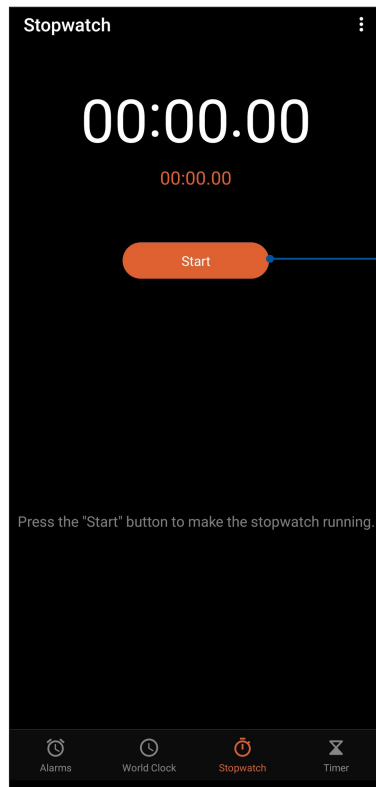 Stopwatch
00:00.00
00:00.00
Start
Press the "Start" button to make the stopwatch running.
Alarms
World Clock
Stopwatch
Timer